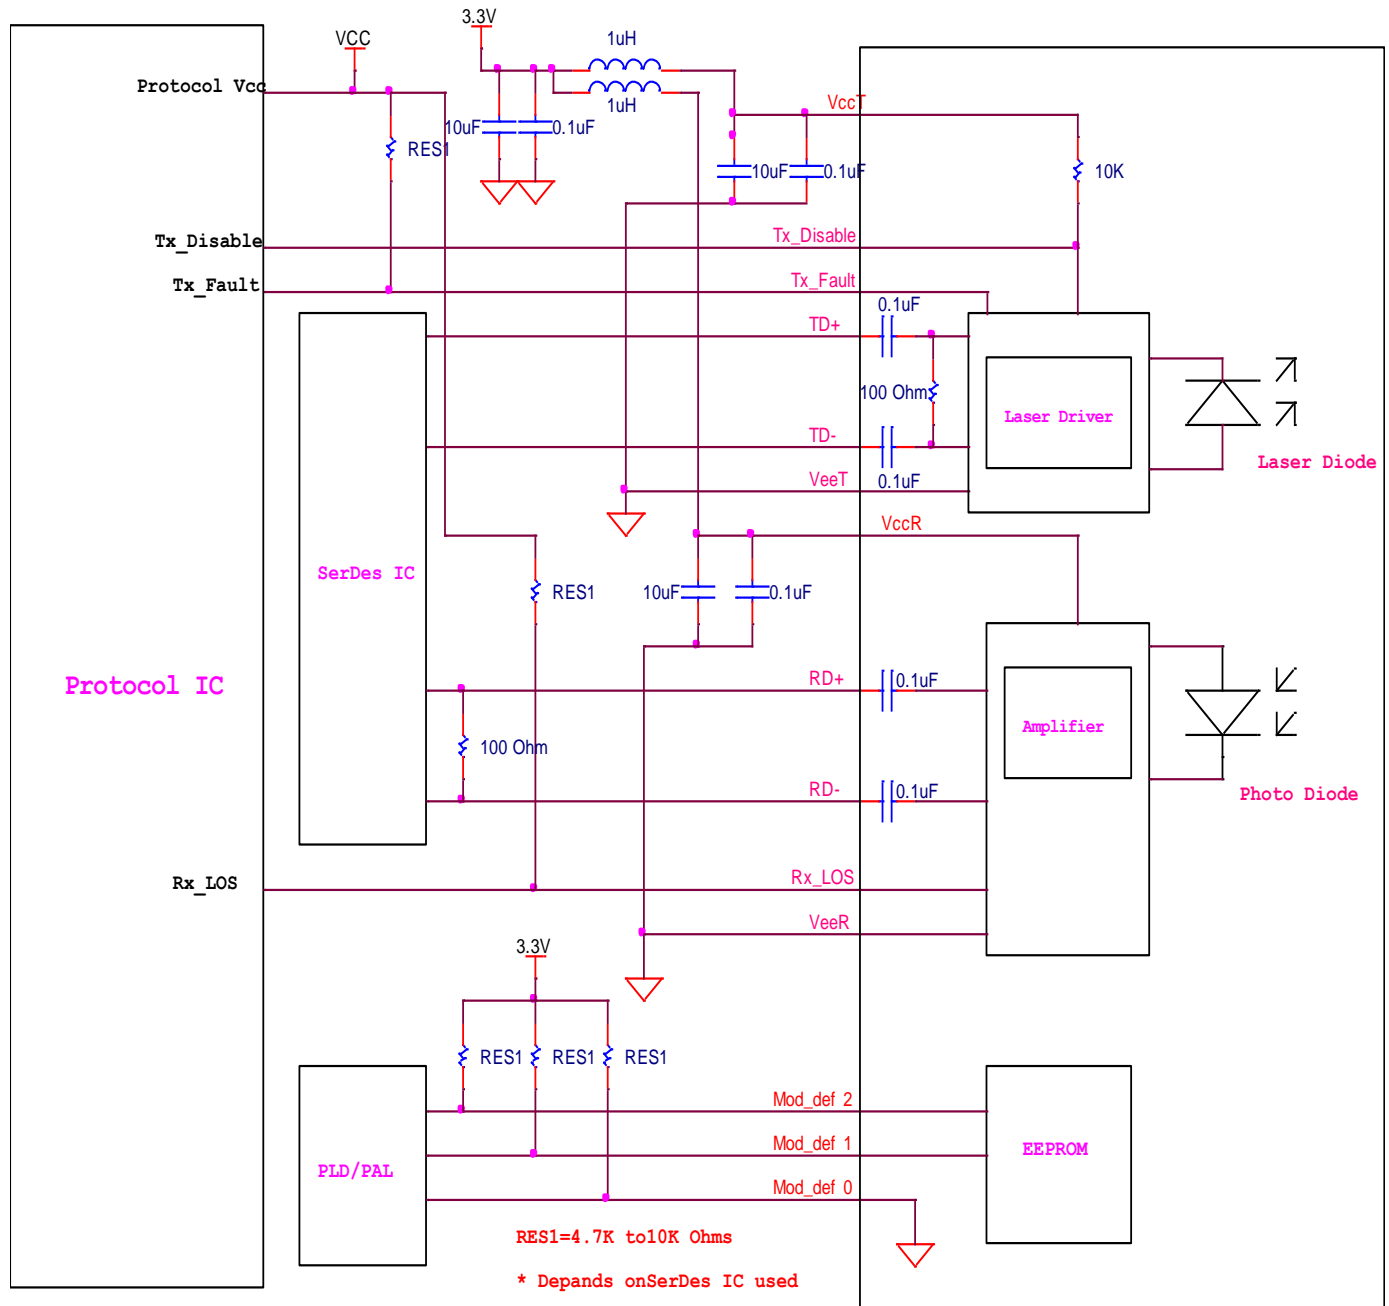 3.3V
VCC
1uH
Protocol Vcc
1uH
VccT
10uF
0.1uF
RES1
10uF
0.1uF
10K
Tx_Disable
Tx_Disable
Tx_Fault
Tx_Fault
0.1uF
TD+
100 Ohm
Laser Driver
TD-
Laser Diode
VeeT
0.1uF
VccR
SerDes IC
RES1
10uF
0.1uF
Protocol IC
RD+
0.1uF
Amplifier
100 Ohm
RD-
0.1uF
Photo Diode
Rx_LOS
Rx_LOS
VeeR
3.3V
RES1
RES1
RES1
Mod_def 2
Mod_def 1
EEPROM
PLD/PAL
Mod_def 0
RES1=4.7K to10K Ohms
* Depands onSerDes IC used